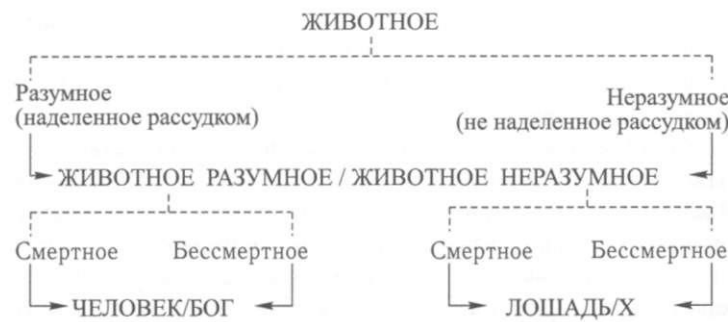 ЖИВОТНОЕ
Разумное
(наделенное рассудком)
Неразумное
(не наделенное рассудком)
ЖИВОТНОЕ РАЗУМНОЕ / ЖИВОТНОЕ НЕРАЗУМНОЕ
Смертное Бессмертное Смертное Бессмертное
ЧЕЛОВЕК/БОГ ЛОШАДЬ/Х